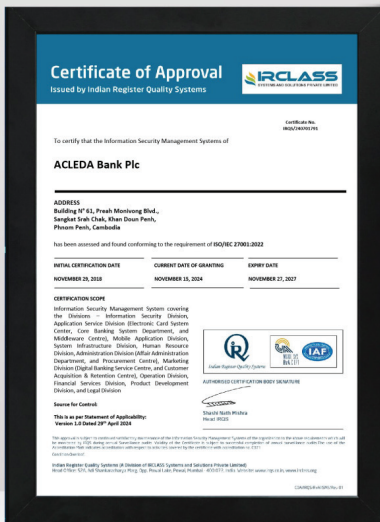 Certificate of Approval
Issued by Indian Register Quality Systems
IRCLASS
SYSTEMS AND SOLUTIONS PRIVATE LIMITED
Certificate No.
IRQS/240701793
To certify that the Information Security Management Systems of
ACLEDA Bank Plc
ADDRESS
Building N° 61, Preah Monivong Blvd.,
Sangkat Srah Chak, Khan Doun Penh,
Phnom Penh, Cambodia
has been assessed and found conforming to the requirement of ISO/IEC 27001:2022
INITIAL CERTIFICATION DATE
CURRENT DATE OF GRANTING
EXPIRY DATE
NOVEMBER 29, 2018
NOVEMBER 15, 2024
NOVEMBER 27, 2027
CERTIFICATION SCOPE
Information Security Management System covering
the Divisions - Information Security Division,
Application Service Division (Electronic Card System
Center, Core Banking System Department, and
Middleware Centre), Mobile Application Division,
System Infrastructure Division, Human Resource
Division, Administration Division (Affair Administration
Department, and Procurement Centre), Marketing
Division (Digital Banking Service Centre, and Customer
Acquisition & Retention Centre), Operation Division,
Financial Services Division, Product Development
Division, and Legal Division
Source for Control:
This is as per Statement of Applicability:
Version 1.0 Dated 29th April 2024
Indian Register Quality Systems
IAF
AUTHORISED CERTIFICATION BODY SIGNATURE
Shashi Nath Mishra
Head IRQS
Indian Register Quality Systems (A Division of IRCLASS Systems and Solutions Private Limited)